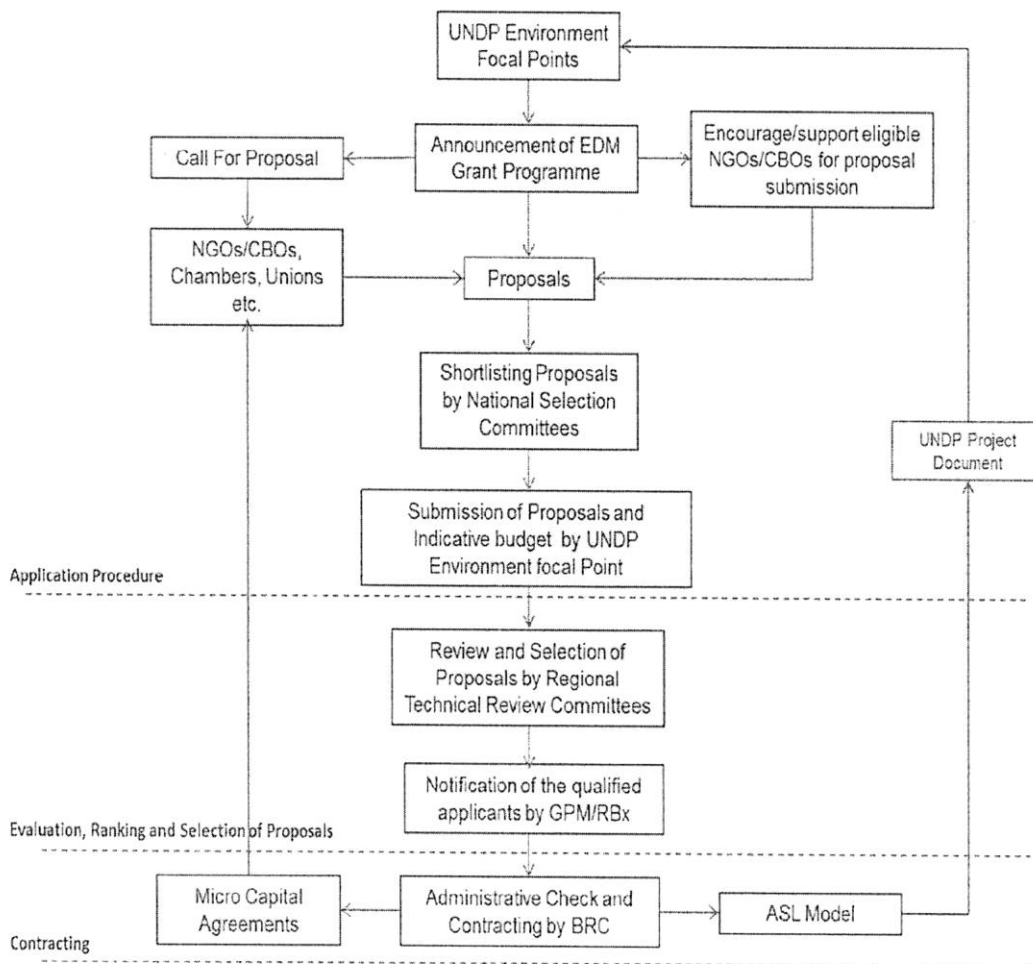 UNDP Environment
Focal Points
Call For Proposal
Announcement of EDM
Grant Programme
Encourage/support eligible
NGOs/CBOs for proposal
submission
NGOs/CBOs,
Chambers, Unions
etc.
Proposals
Shortlisting Proposals
by National Selection
Committees
UNDP Project
Document
Submission of Proposals and
Indicative budget by UNDP
Environment focal Point
Application Procedure
Review and Selection of
Proposals by Regional
Technical Review Committees
Notification of the qualified
applicants by GPM/RBx
Evaluation, Ranking and Selection of Proposals
Micro Capital
Agreements
Administrative Check and
Contracting by BRC
ASL Model
Contracting